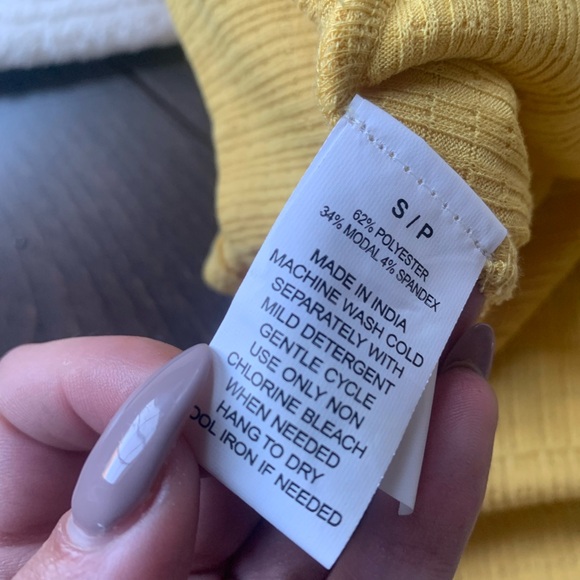 S / P
62% POLYESTER
34% MODAL 4% SPANDEX
MADE IN INDIA
MACHINE WASH COLD
SEPARATELY WITH
MILD DETERGENT
GENTLE CYCLE
USE ONLY NON
CHLORINE BLEACH
WHEN NEEDED
HANG TO DRY
OOL IRON IF NEEDED